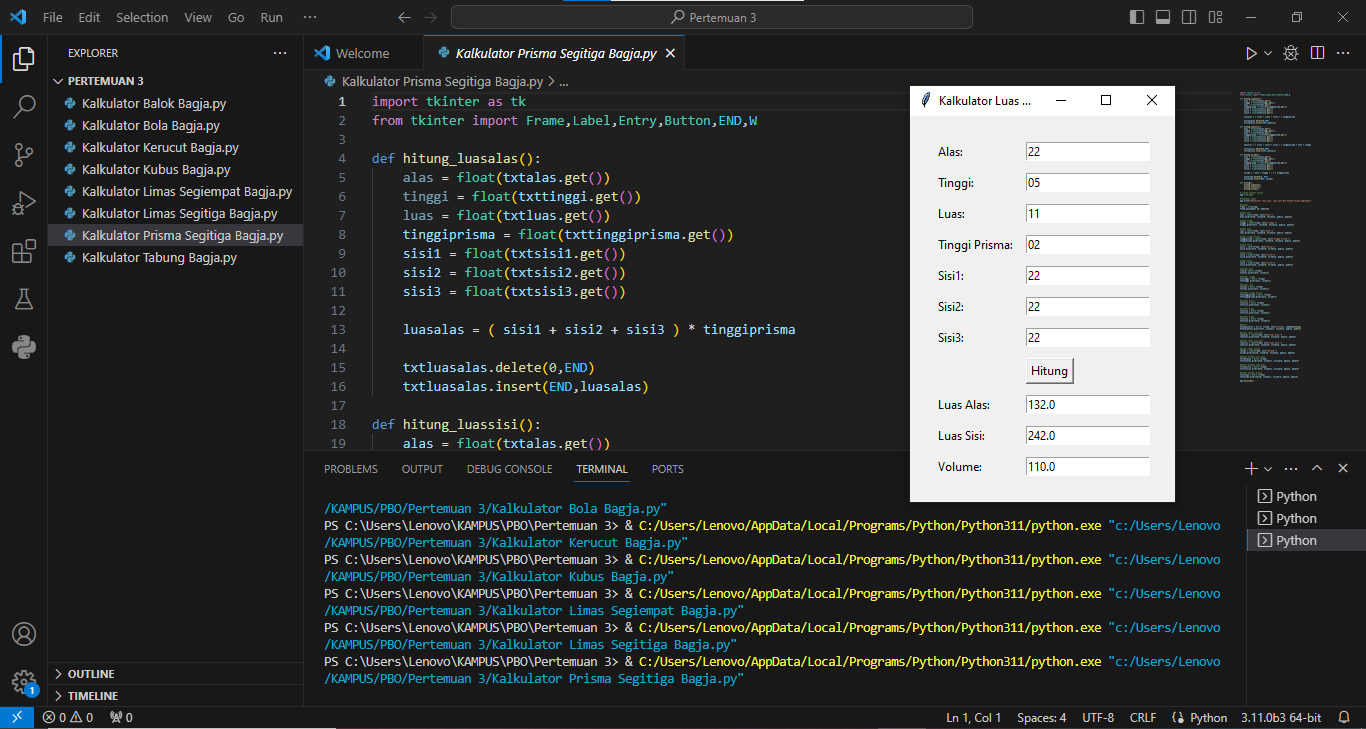 File Edit Selection View Go Run ··· Pertemuan 3
EXPLORER ···
PERTEMUAN 3
Kalkulator Balok Bagja.py
Kalkulator Bola Bagja.py
Kalkulator Kerucut Bagja.py
Kalkulator Kubus Bagja.py
Kalkulator Limas Segiempat Bagja.py
Kalkulator Limas Segitiga Bagja.py
Kalkulator Prisma Segitiga Bagja.py
Kalkulator Tabung Bagja.py
OUTLINE
TIMELINE
Welcome Kalkulator Prisma Segitiga Bagja.py
Kalkulator Prisma Segitiga Bagja.py > ...
1 import tkinter as tk
2 from tkinter import Frame,Label,Entry,Button,END,W
3
4 def hitung_luasalas():
5 alas = float(txtalas.get())
6 tinggi = float(txttinggi.get())
7 luas = float(txtluas.get())
8 tinggiprisma = float(txttinggiprisma.get())
9 sisi1 = float(txtsisi1.get())
10 sisi2 = float(txtsisi2.get())
11 sisi3 = float(txtsisi3.get())
12
13 luasalas = ( sisi1 + sisi2 + sisi3 ) * tinggiprisma
14
15 txtluasalas.delete(0,END)
16 txtluasalas.insert(END,luasalas)
17
18 def hitung_luassisi():
19 alas = float(txtalas.get())
Kalkulator Luas ...
Alas: 22
Tinggi: 05
Luas: 11
Tinggi Prisma: 02
Sisi1: 22
Sisi2: 22
Sisi3: 22
Hitung
Luas Alas: 132.0
Luas Sisi: 242.0
Volume: 110.0
PROBLEMS OUTPUT DEBUG CONSOLE TERMINAL PORTS
/KAMPUS/PBO/Pertemuan 3/Kalkulator Bola Bagja.py"
PS C:\Users\Lenovo\KAMPUS\PBO\Pertemuan 3> & C:/Users/Lenovo/AppData/Local/Programs/Python/Python311/python.exe "c:/Users/Lenovo
/KAMPUS/PBO/Pertemuan 3/Kalkulator Kerucut Bagja.py"
PS C:\Users\Lenovo\KAMPUS\PBO\Pertemuan 3> & C:/Users/Lenovo/AppData/Local/Programs/Python/Python311/python.exe "c:/Users/Lenovo
/KAMPUS/PBO/Pertemuan 3/Kalkulator Kubus Bagja.py"
PS C:\Users\Lenovo\KAMPUS\PBO\Pertemuan 3> & C:/Users/Lenovo/AppData/Local/Programs/Python/Python311/python.exe "c:/Users/Lenovo
/KAMPUS/PBO/Pertemuan 3/Kalkulator Limas Segiempat Bagja.py"
PS C:\Users\Lenovo\KAMPUS\PBO\Pertemuan 3> & C:/Users/Lenovo/AppData/Local/Programs/Python/Python311/python.exe "c:/Users/Lenovo
/KAMPUS/PBO/Pertemuan 3/Kalkulator Limas Segitiga Bagja.py"
PS C:\Users\Lenovo\KAMPUS\PBO\Pertemuan 3> & C:/Users/Lenovo/AppData/Local/Programs/Python/Python311/python.exe "c:/Users/Lenovo
/KAMPUS/PBO/Pertemuan 3/Kalkulator Prisma Segitiga Bagja.py"
Python
Python
Python
1
0 0 0 Ln 1, Col 1 Spaces: 4 UTF-8 CRLF Python 3.11.0b3 64-bit